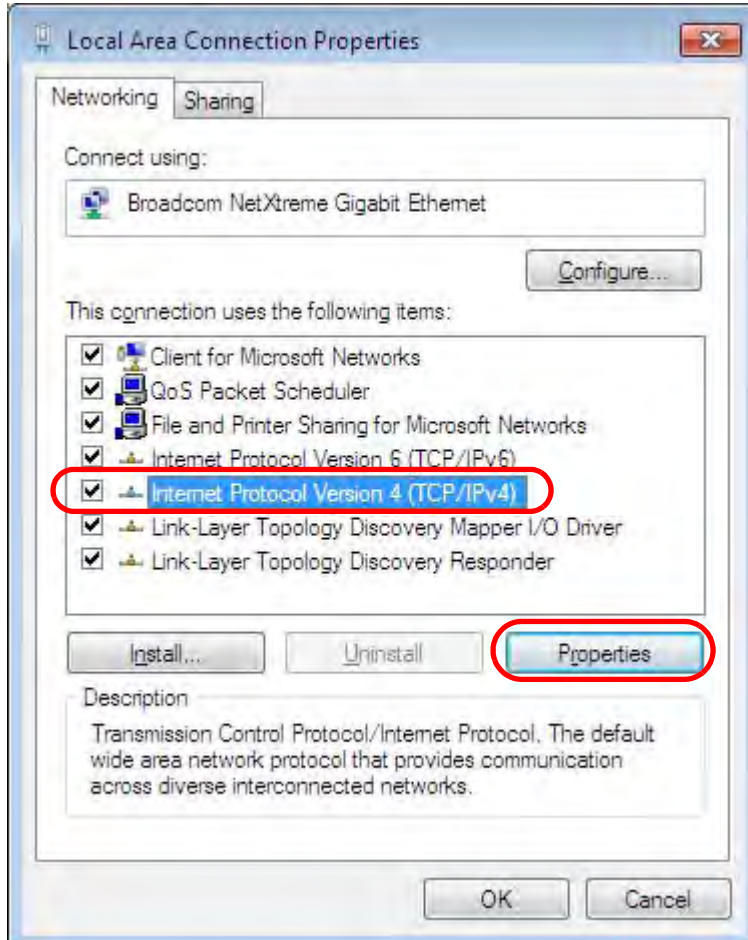 Local Area Connection Properties
Networking
Sharing
Connect using:
Broadcom NetXtreme Gigabit Ethernet
Configure...
This connection uses the following items:
Client for Microsoft Networks
QoS Packet Scheduler
File and Printer Sharing for Microsoft Networks
Internet Protocol Version 6 (TCP/IPv6)
Internet Protocol Version 4 (TCP/IPv4)
Link-Layer Topology Discovery Mapper I/O Driver
Link-Layer Topology Discovery Responder
Install...
Uninstall
Properties
Description
Transmission Control Protocol/Internet Protocol. The default
wide area network protocol that provides communication
across diverse interconnected networks.
OK
Cancel